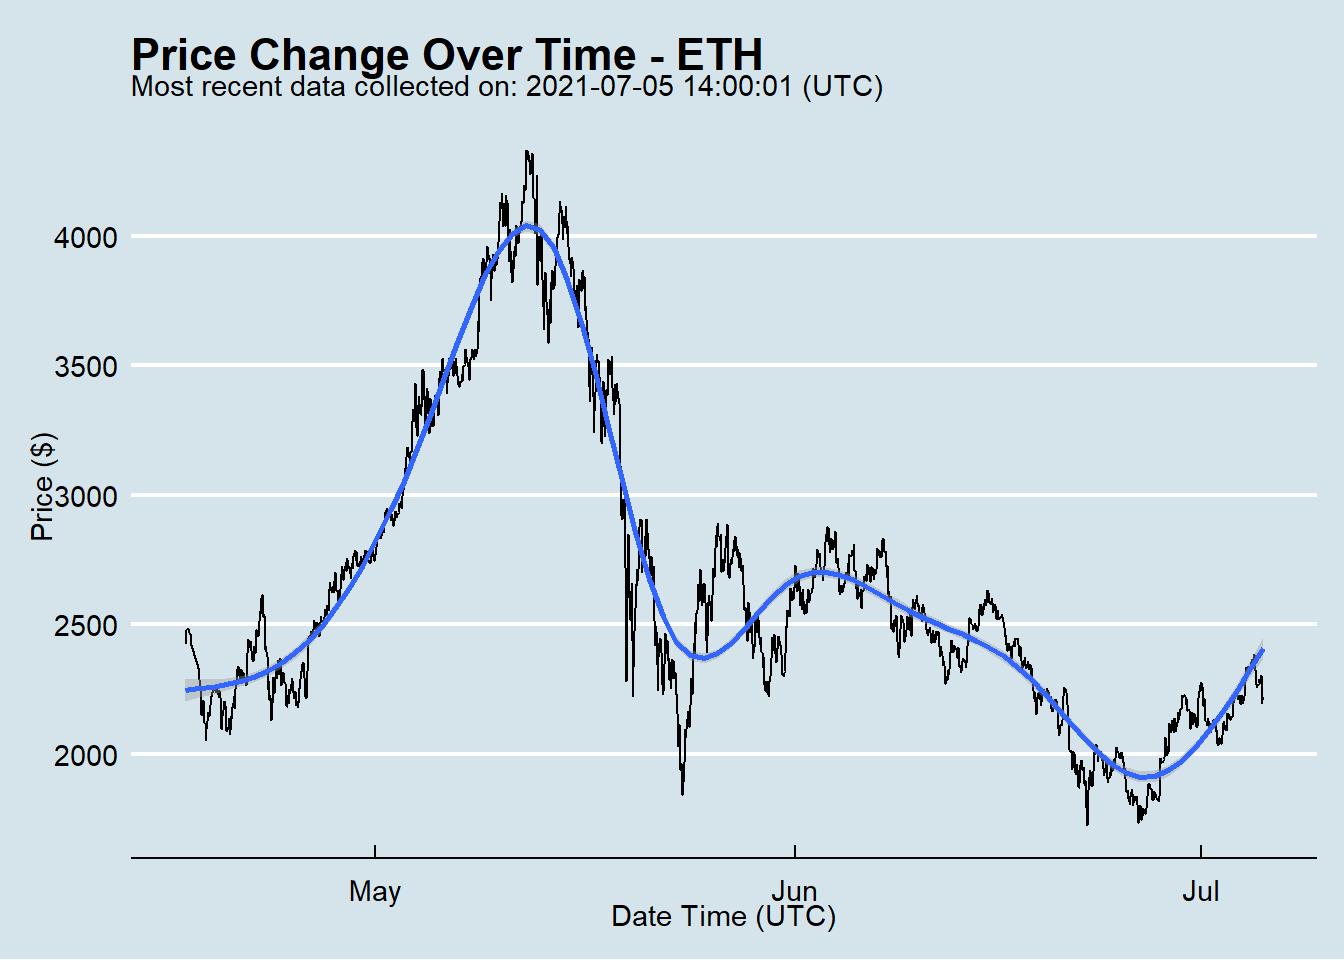 Price Change Over Time - ETH
Most recent data collected on: 2021-07-05 14:00:01 (UTC)
Price ($)
4000
3500
3000
2500
2000
May Jun Jul
Date Time (UTC)